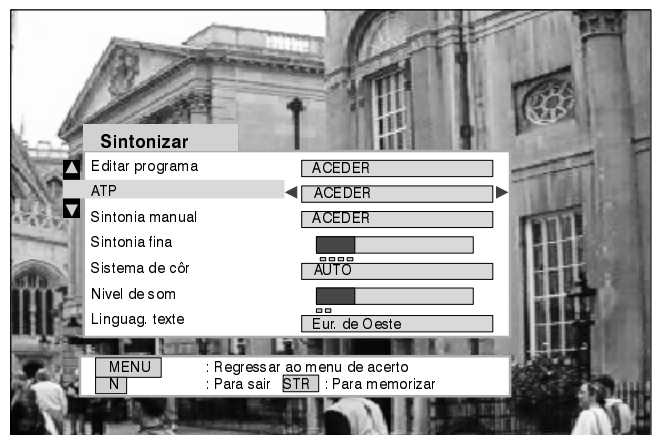 Sintonizar
Editar programa ACEDER
ATP ACEDER
Sintonia manual ACEDER
Sintonia fina
Sistema de côr AUTO
Nivel de som
Linguag. texte Eur. de Oeste
MENU : Regressar ao menu de acerto
N : Para sair STR : Para memorizar